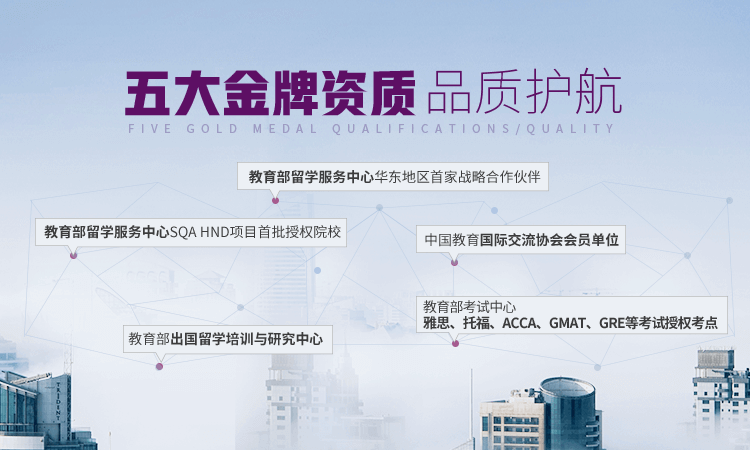 五大金牌资质 品质护航
FIVE GOLD MEDAL QUALIFICATIONS/QUALITY
教育部留学服务中心华东地区首家战略合作伙伴
教育部留学服务中心SQA HND项目首批授权院校
中国教育国际交流协会会员单位
教育部考试中心
雅思、托福、ACCA、GMAT、GRE等考试授权考点
教育部出国留学培训与研究中心
TRIDENT